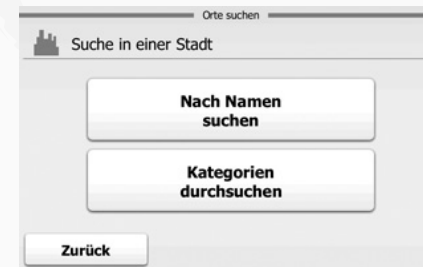 Orte suchen
Suche in einer Stadt
Nach Namen
suchen
Kategorien
durchsuchen
Zurück